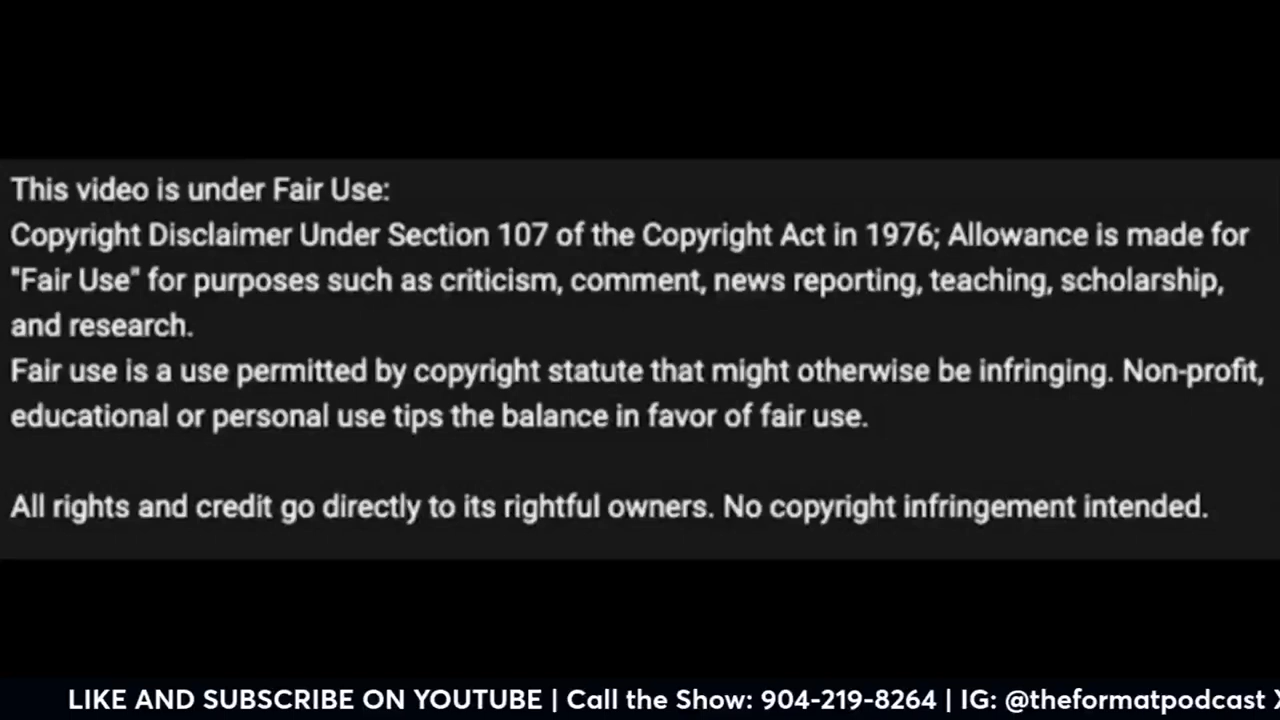 This video is under Fair Use:
Copyright Disclaimer Under Section 107 of the Copyright Act in 1976; Allowance is made for
"Fair Use" for purposes such as criticism, comment, news reporting, teaching, scholarship,
and research.
Fair use is a use permitted by copyright statute that might otherwise be infringing. Non-profit,
educational or personal use tips the balance in favor of fair use.
All rights and credit go directly to its rightful owners. No copyright infringement intended.
LIKE AND SUBSCRIBE ON YOUTUBE | Call the Show: 904-219-8264 | IG: @theformatpodcast